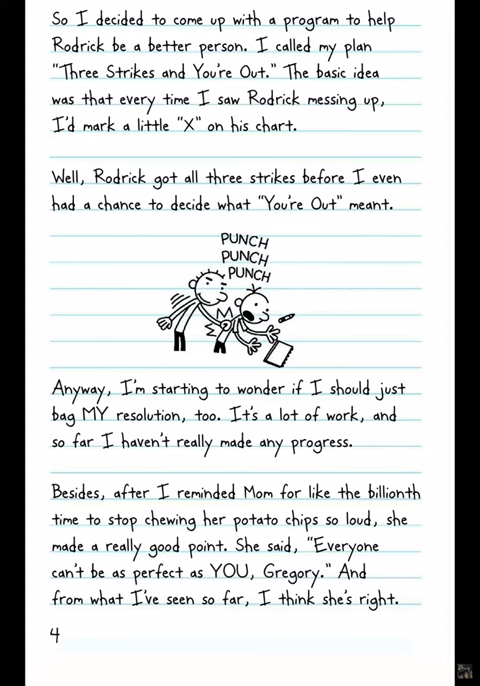 So I decided to come up with a program to help
Rodrick be a better person. I called my plan
"Three Strikes and You're Out." The basic idea
was that every time I saw Rodrick messing up,
I'd mark a little "X" on his chart.
Well, Rodrick got all three strikes before I even
had a chance to decide what "You're Out" meant.
PUNCH
PUNCH
PUNCH
Anyway, I'm starting to wonder if I should just
bag MY resolution, too. It's a lot of work, and
so far I haven't really made any progress.
Besides, after I reminded Mom for like the billionth
time to stop chewing her potato chips so loud, she
made a really good point. She said, "Everyone
can't be as perfect as YOU, Gregory." And
from what I've seen so far, I think she's right.
4